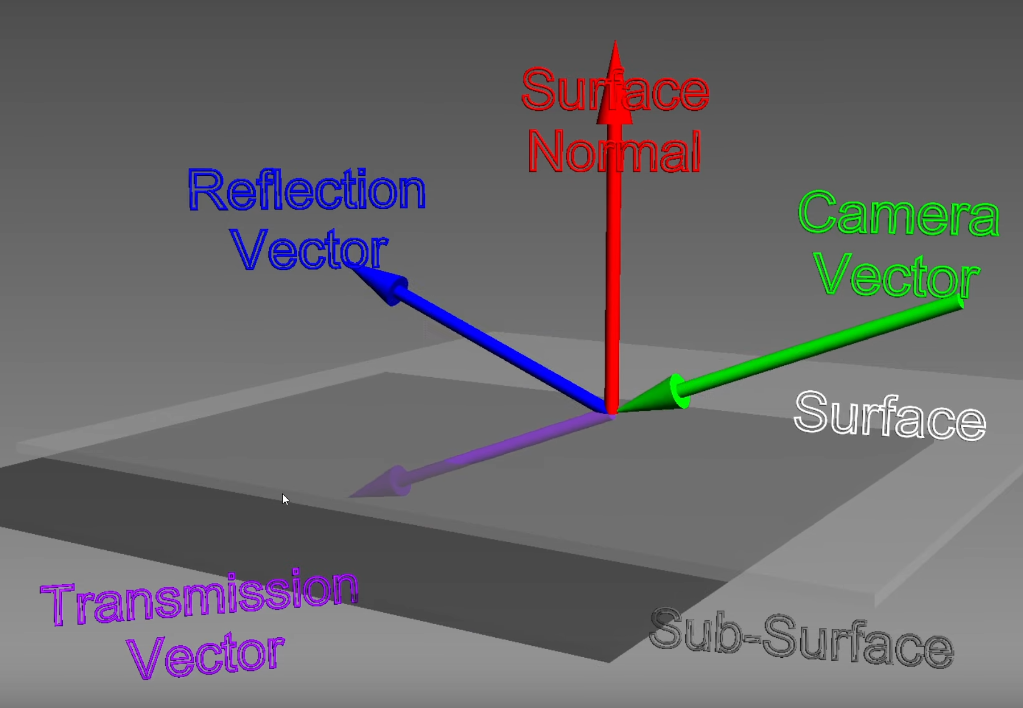 Surface
Normal
Reflection
Vector
Camera
Vector
Surface
Transmission
Vector
Sub-Surface